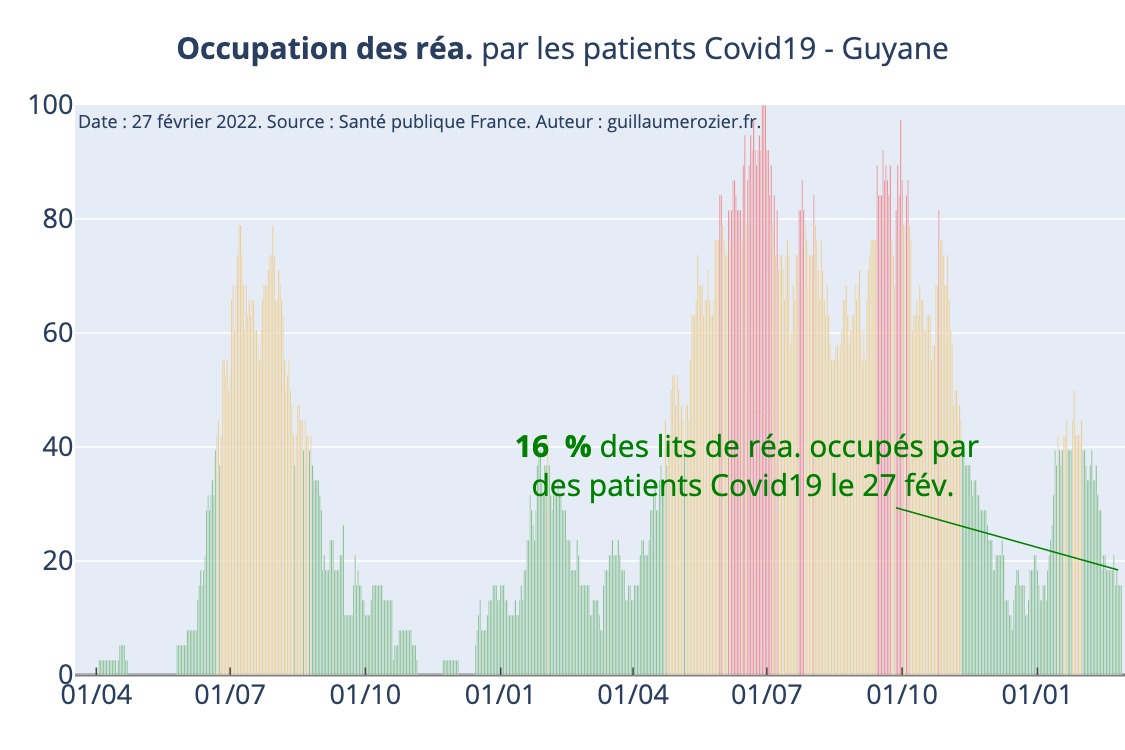 Occupation des réa. par les patients Covid19 - Guyane
100
Date : 27 février 2022. Source : Santé publique France. Auteur : guillaumerozier.fr.
80
60
40
16  % des lits de réa. occupés par
des patients Covid19 le 27 fév.
20
0
01/04 01/07 01/10 01/01 01/04 01/07 01/10 01/01